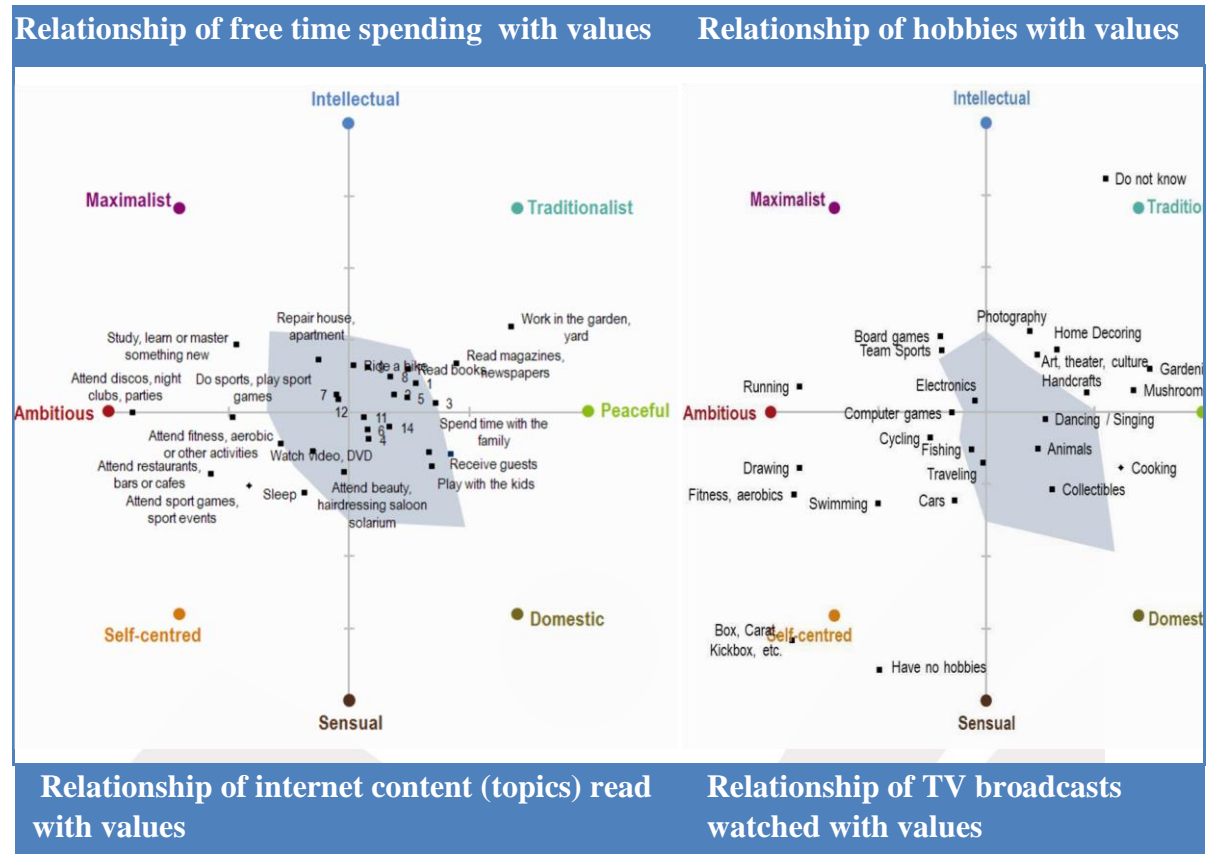 Relationship of free time spending with values
Relationship of hobbies with values
Intellectual
Maximalist
Traditionalist
Repair house,
apartment
Work in the garden,
yard
Study, learn or master
something new
Ride a bike
Read books
Read magazines,
newspapers
8
1
Attend discos, night
clubs, parties
Do sports, play sport
games
7
2
5
3
Ambitious
12
Peaceful
11
Spend time with the
family
6
14
4
Attend fitness, aerobic
or other activities
Watch video, DVD
Receive guests
Attend restaurants,
bars or cafes
Play with the kids
Sleep
Attend beauty,
hairdressing saloon
solarium
Attend sport games,
sport events
Self-centred
Domestic
Sensual
Intellectual
Do not know
Maximalist
Traditio
Photography
Board games
Team Sports
Home Decoring
Art, theater, culture
Gardeni
Running
Electronics
Handcrafts
Mushroom
Ambitious
Computer games
Dancing / Singing
Cycling
Fishing
Animals
Drawing
Traveling
Cooking
Fitness, aerobics
Swimming
Cars
Collectibles
Box, Carat,
Kickbox, etc.
Self-centred
Domest
Have no hobbies
Sensual
Relationship of internet content (topics) read
with values
Relationship of TV broadcasts
watched with values